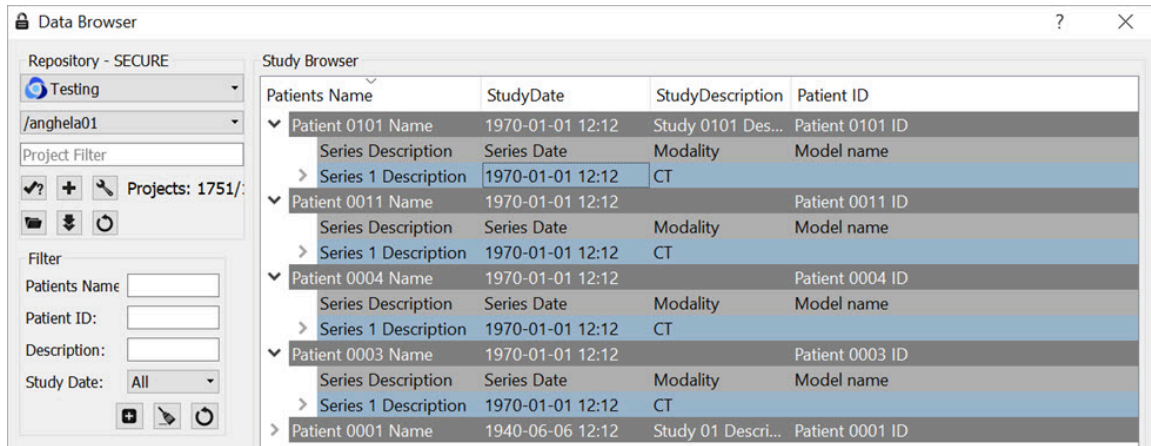 Data Browser ?
Repository - SECURE
Testing
/anghela01
Project Filter
Projects: 1751/
Filter
Patients Name
Patient ID:
Description:
Study Date: All
Study Browser
Patients Name StudyDate StudyDescription Patient ID
Patient 0101 Name 1970-01-01 12:12 Study 0101 Des... Patient 0101 ID
Series Description Series Date Modality Model name
Series 1 Description 1970-01-01 12:12 CT
Patient 0011 Name 1970-01-01 12:12 Patient 0011 ID
Series Description Series Date Modality Model name
Series 1 Description 1970-01-01 12:12 CT
Patient 0004 Name 1970-01-01 12:12 Patient 0004 ID
Series Description Series Date Modality Model name
Series 1 Description 1970-01-01 12:12 CT
Patient 0003 Name 1970-01-01 12:12 Patient 0003 ID
Series Description Series Date Modality Model name
Series 1 Description 1970-01-01 12:12 CT
Patient 0001 Name 1940-06-06 12:12 Study 01 Descri... Patient 0001 ID